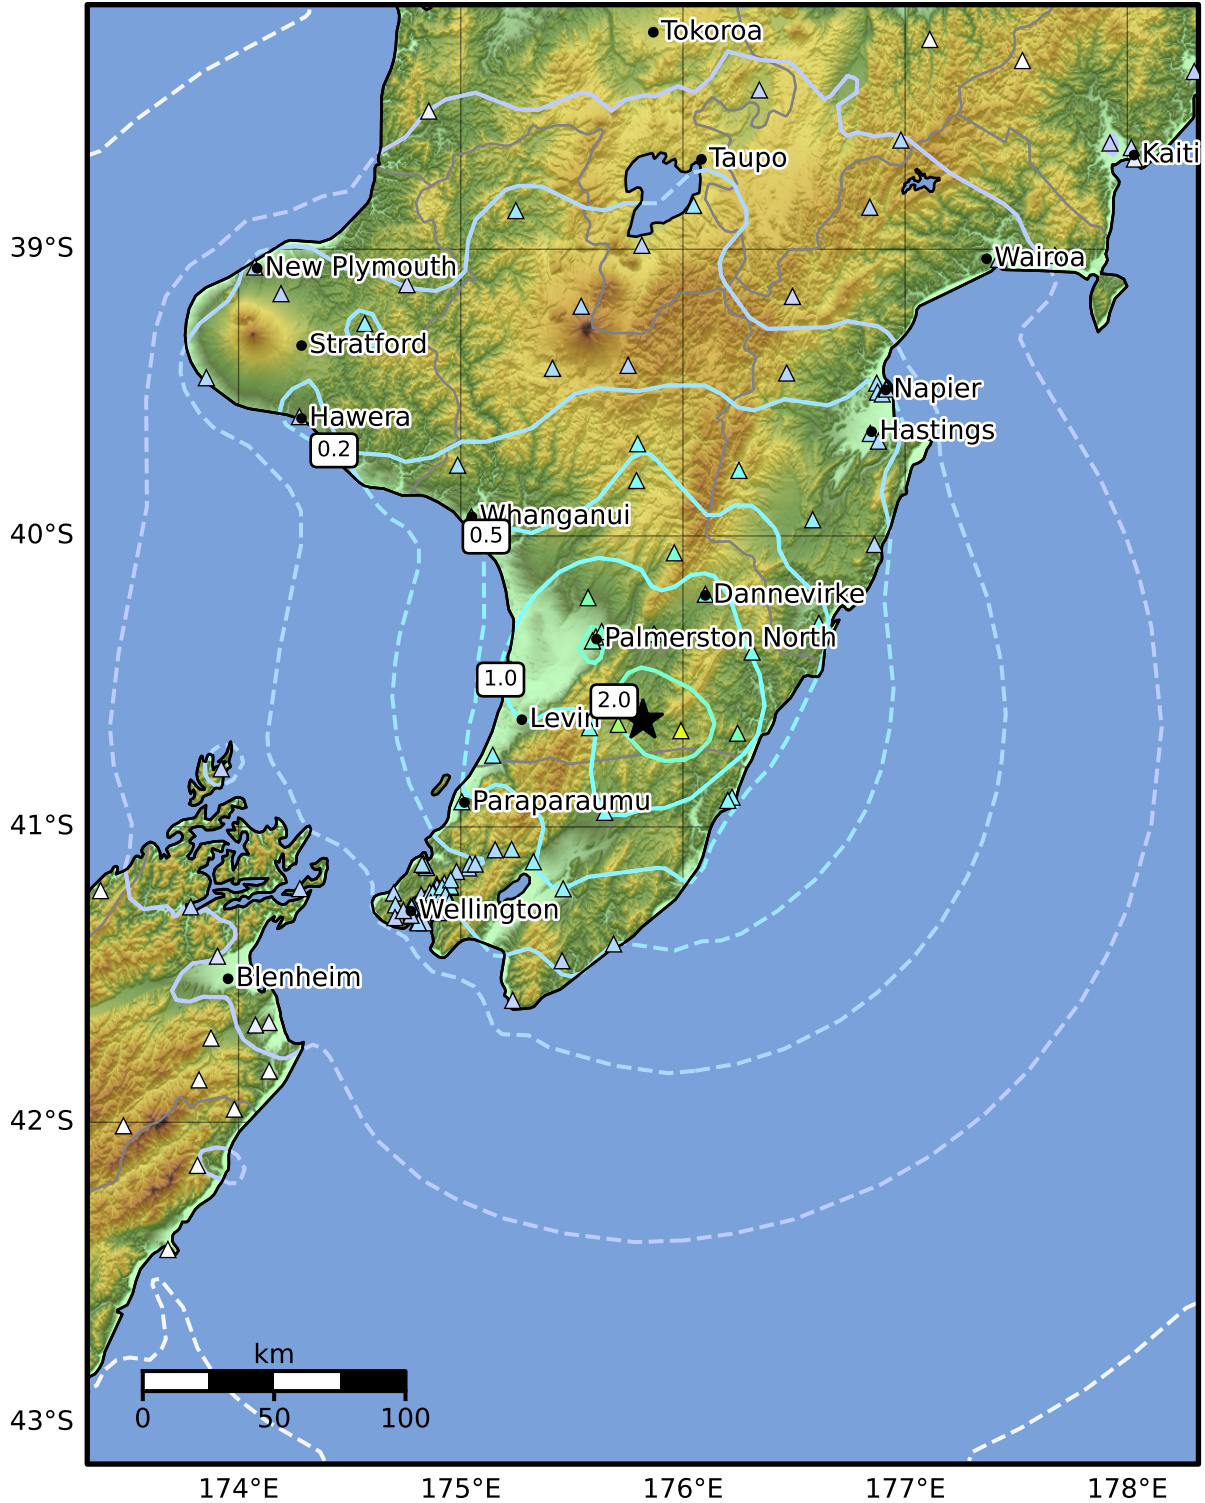 Tokoroa
Taupo
Kaiti
39°S
New Plymouth
Wairoa
Stratford
Napier
Hawera
Hastings
0.2
Whanganui
40°S
0.5
Dannevirke
Palmerston North
1.0
2.0
Levin
Paraparaumu
41°S
Wellington
Blenheim
42°S
km
0 50 100
43°S
174°E 175°E 176°E 177°E 178°E